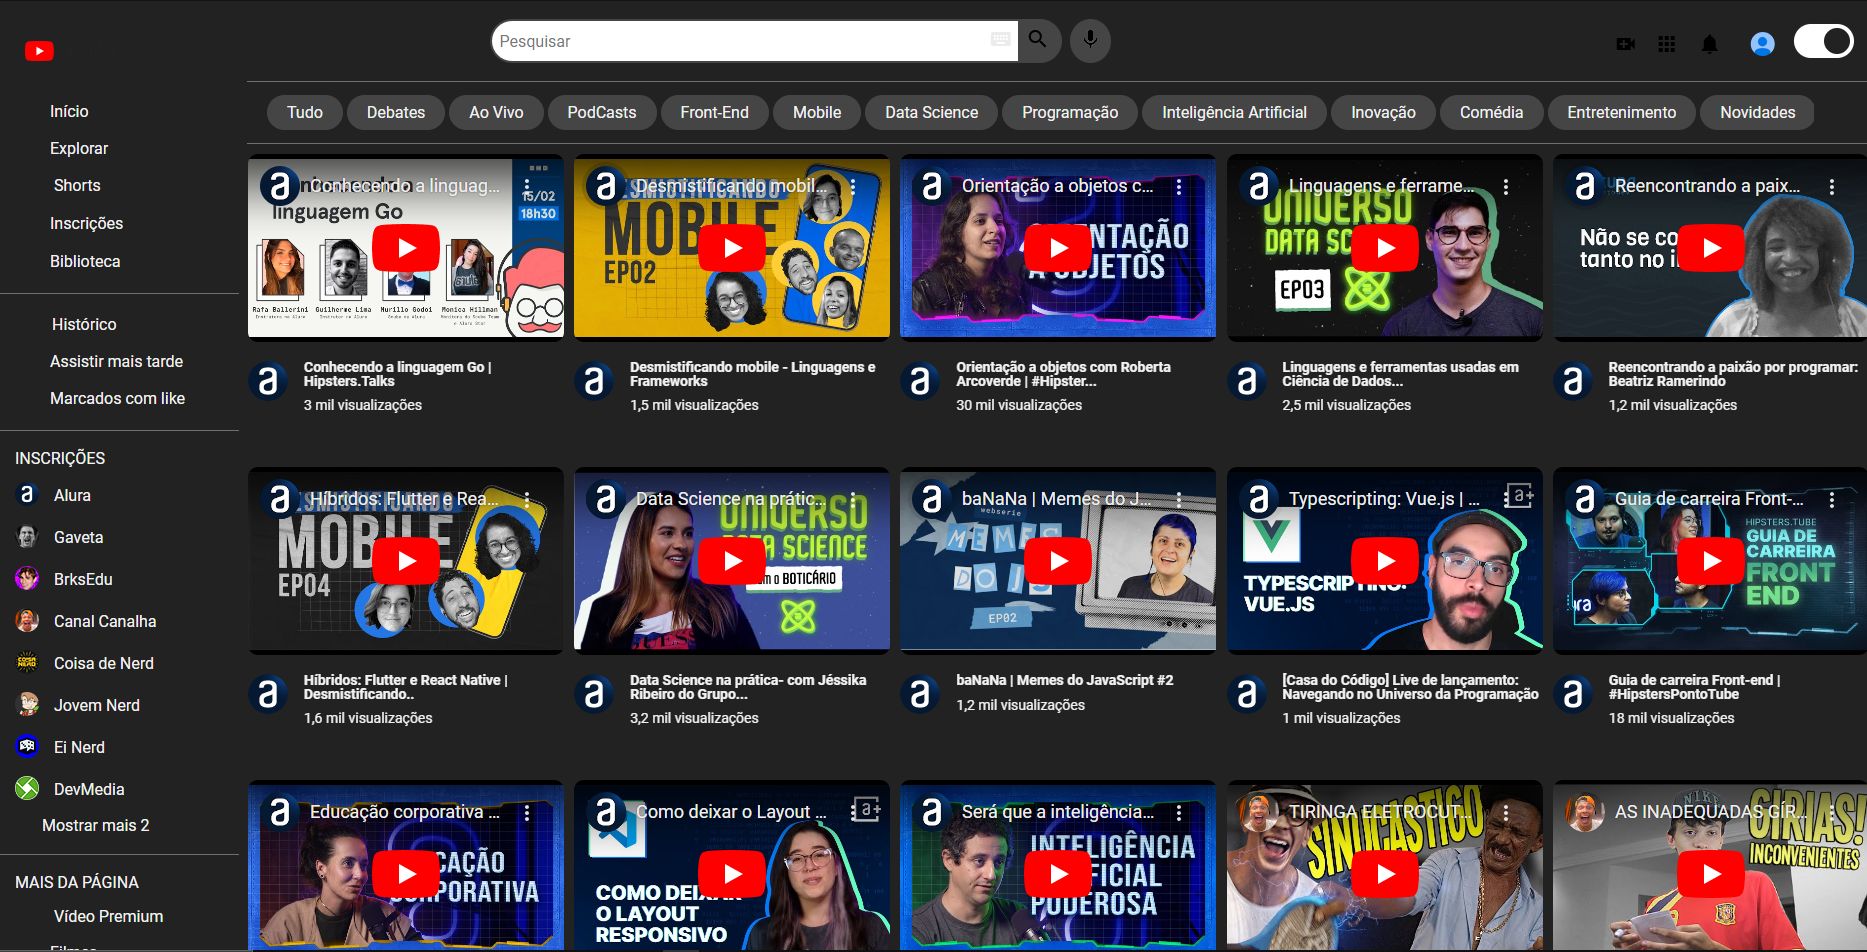 Pesquisar
Início
Explorar
Shorts
Inscrições
Biblioteca
Histórico
Assistir mais tarde
Marcados com like
INSCRIÇÕES
Alura
Gaveta
BrksEdu
Canal Canalha
Coisa de Nerd
Jovem Nerd
Ei Nerd
DevMedia
Mostrar mais 2
MAIS DA PÁGINA
Vídeo Premium
Filmes
Tudo
Debates
Ao Vivo
PodCasts
Front-End
Mobile
Data Science
Programação
Inteligência Artificial
Inovação
Comédia
Entretenimento
Novidades
Conhecendo a linguag...
linguagem Go
15/02
18h30
Rafa Ballerini
Guilherme Lima
Murillo Godoi
Monica Hillman
Conhecendo a linguagem Go |
Hipsters.Talks
3 mil visualizações
Desmistificando mobil...
MOBILE
EP02
Desmistificando mobile - Linguagens e
Frameworks
1,5 mil visualizações
Orientação a objetos c...
Orientação a objetos com Roberta
Arcoverde | #Hipster...
30 mil visualizações
Linguagens e ferrame...
UNIVERSO
EP03
Linguagens e ferramentas usadas em
Ciência de Dados...
2,5 mil visualizações
Reencontrando a paix...
Não se co
tanto no i
Reencontrando a paixão por programar:
Beatriz Ramerindo
1,2 mil visualizações
Híbridos: Flutter e Rea...
MOBILE
EP04
Híbridos: Flutter e React Native |
Desmistificando..
1,6 mil visualizações
Data Science na prátic...
UNIVERSO
DATA SCIENCE
com o BOTICÁRIO
Data Science na prática- com Jéssika
Ribeiro do Grupo...
3,2 mil visualizações
baNaNa | Memes do J...
webserie
MEMES
DO JS
EP02
baNaNa | Memes do JavaScript #2
1,2 mil visualizações
Typescripting: Vue.js | ...
TYPESCRIPTING:
VUE.JS
[Casa do Código] Live de lançamento:
Navegando no Universo da Programação
1 mil visualizações
Guia de carreira Front-...
HIPSTERS.TUBE
GUIA DE
CARREIRA
FRONT
END
Guia de carreira Front-end |
#HipstersPontoTube
18 mil visualizações
Educação corporativa ...
Como deixar o Layout ...
COMO DEIXAR
O LAYOUT
RESPONSIVO
Será que a inteligência...
INTELIGÊNCIA
PODEROSA
TIRINGA ELETROCUT...
SINUCASTICO
AS INADEQUADAS GÍR...
GIRIAS!
INCONVENIENTES